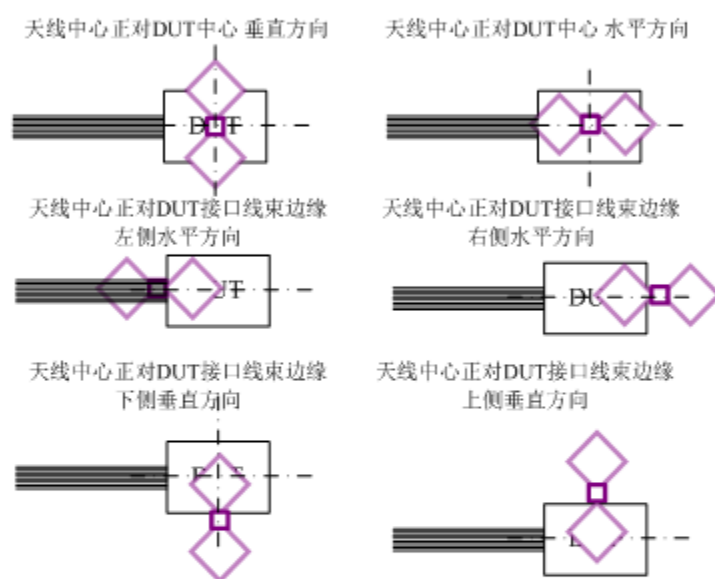 天线中心正对DUT中心 垂直方向
天线中心正对DUT中心 水平方向
DUT
天线中心正对DUT接口线束边缘
左侧水平方向
天线中心正对DUT接口线束边缘
右侧水平方向
UT
DU
天线中心正对DUT接口线束边缘
下侧垂直方向
天线中心正对DUT接口线束边缘
上侧垂直方向